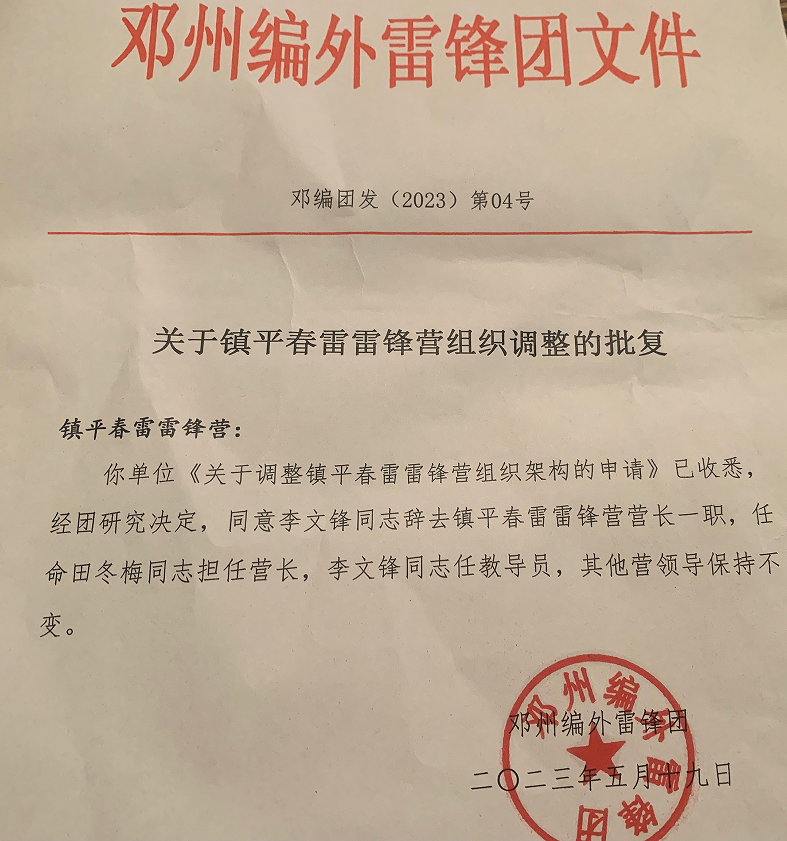 邓州编外雷锋团文件
邓编团发（2023）第04号
关于镇平春雷雷锋营组织调整的批复
镇平春雷雷锋营：
你单位《关于调整镇平春雷雷锋营组织架构的申请》已收悉，
经团研究决定，同意李文锋同志辞去镇平春雷雷锋营营长一职，任
命田冬梅同志担任营长，李文锋同志任教导员，其他营领导保持不
变。
邓州编外雷锋团
二〇二三年五月十九日
邓州编外雷锋团